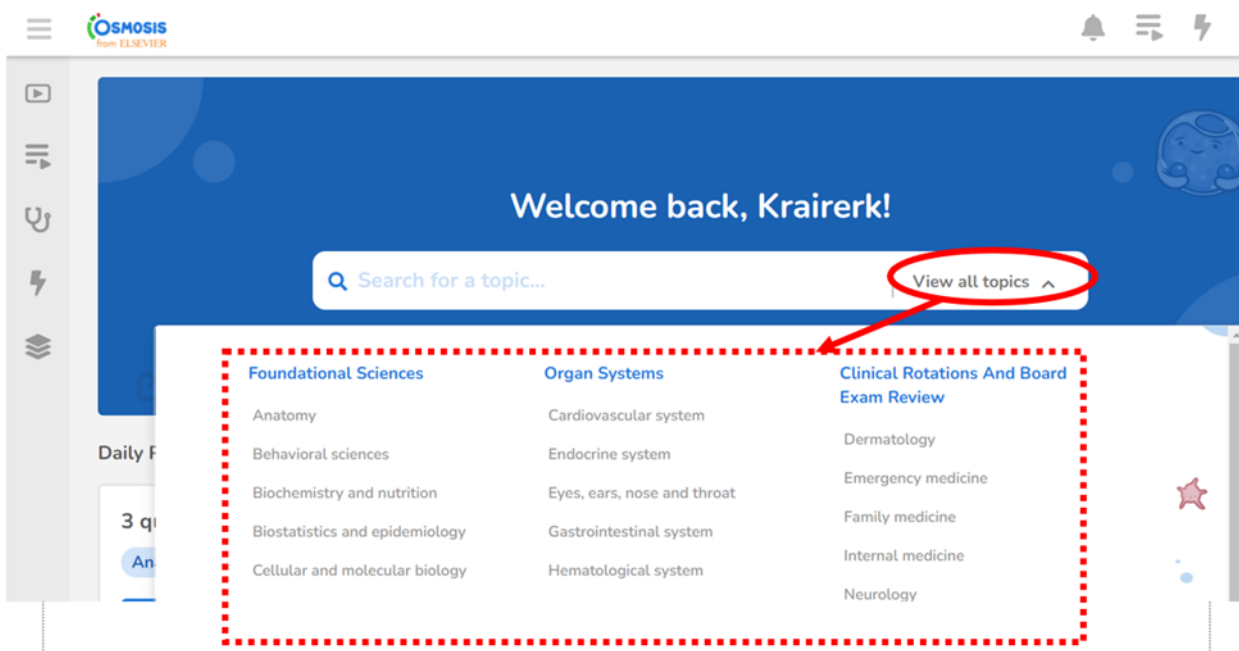 OSMOSIS
from ELSEVIER
Welcome back, Krairerk!
Search for a topic...
View all topics
Foundational Sciences
Anatomy
Behavioral sciences
Biochemistry and nutrition
Biostatistics and epidemiology
Cellular and molecular biology
Organ Systems
Cardiovascular system
Endocrine system
Eyes, ears, nose and throat
Gastrointestinal system
Hematological system
Clinical Rotations And Board
Exam Review
Dermatology
Emergency medicine
Family medicine
Internal medicine
Neurology
Daily
3